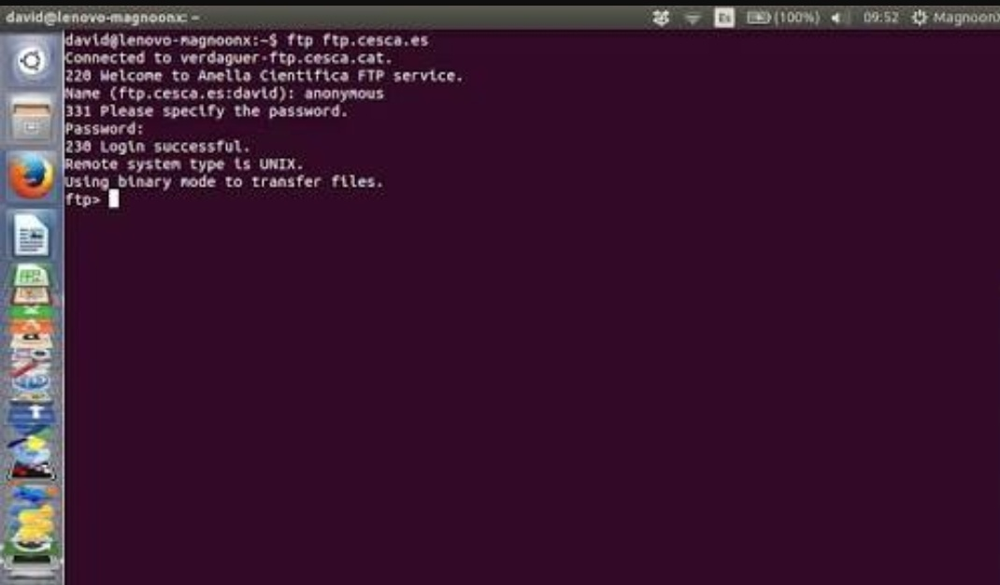 david@lenovo-magnoonx: ~
Es (100%) 09:52 MagnoonX
david@lenovo-magnoonx:~$ ftp ftp.cesca.es
Connected to verdaguer-ftp.cesca.cat.
220 Welcome to Anella Cientifica FTP service.
Name (ftp.cesca.es:david): anonymous
331 Please specify the password.
Password:
230 Login successful.
Remote system type is UNIX.
Using binary mode to transfer files.
ftp>